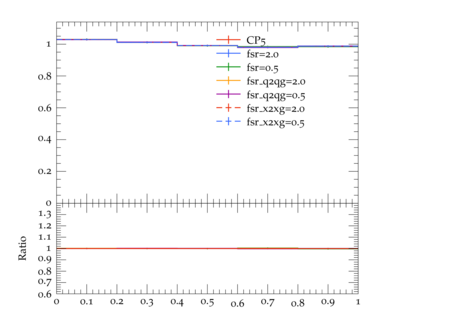 1
0.8
0.6
0.4
0.2
0
CP5
fsr=2.0
fsr=0.5
fsr_q2qg=2.0
fsr_q2qg=0.5
fsr_x2xg=2.0
fsr_x2xg=0.5
1.3
1.2
1.1
1
0.9
0.8
0.7
0.6
Ratio
0 0.1 0.2 0.3 0.4 0.5 0.6 0.7 0.8 0.9 1